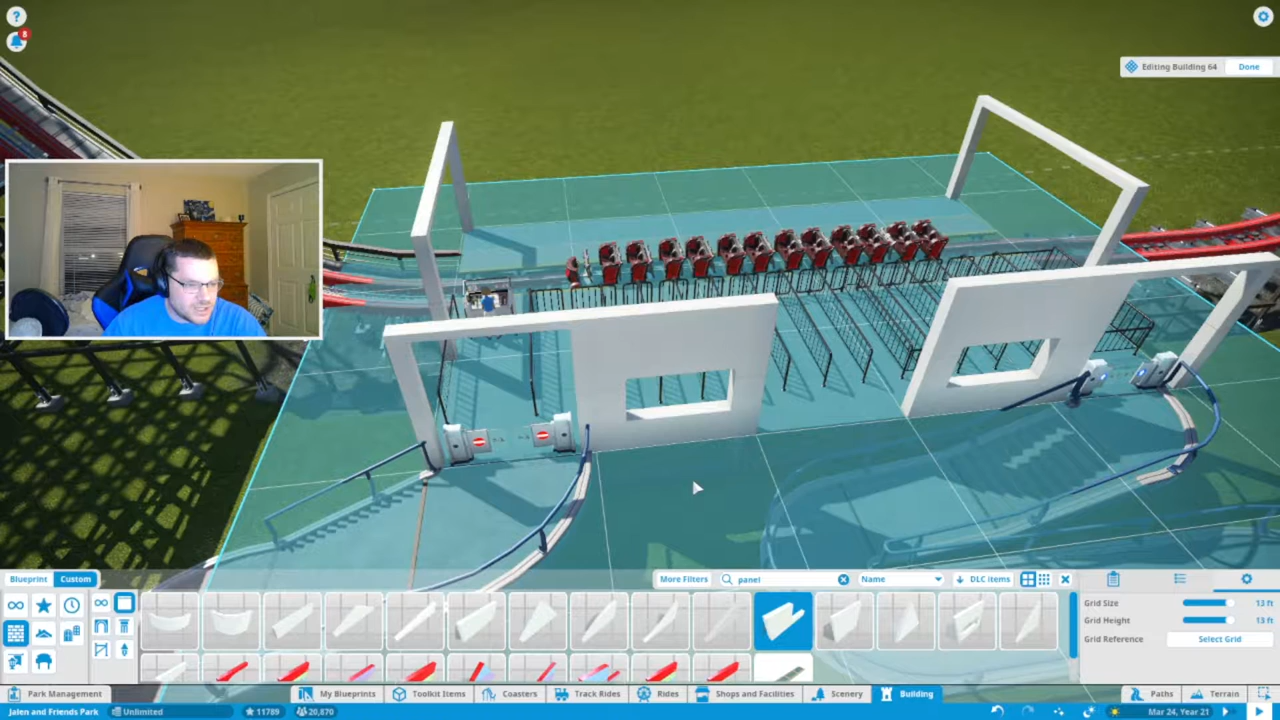 ?
8
Editing Building 64 Done
Blueprint Custom More Filters panel Name DLC Items
Grid Size 13 ft
Grid Height 13 ft
Grid Reference Select Grid
Park Management My Blueprints Toolkit Items Coasters Track Rides Rides Shops and Facilities Scenery Building Paths Terrain
Jalen and Friends Park Unlimited 11789 20,870 Mar 24, Year 21